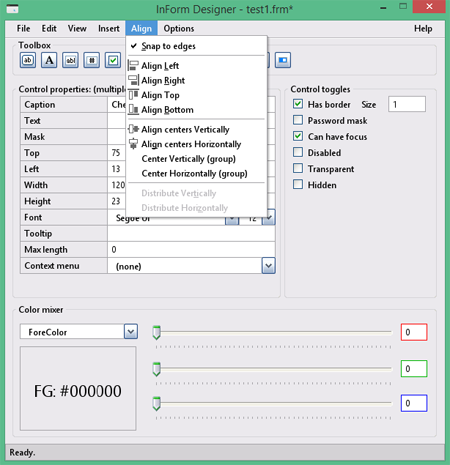 InForm Designer - test1.frm*
File Edit View Insert Align Options Help
Toolbox
ab A ab
Snap to edges
Align Left
Align Right
Align Top
Align Bottom
Align centers Vertically
Align centers Horizontally
Center Vertically (group)
Center Horizontally (group)
Distribute Vertically
Distribute Horizontally
Control properties: (multiple
Caption
Text
Mask
Top 75
Left 13
Width 120
Height 23
Font Segoe UI 12
Tooltip
Max length 0
Context menu (none)
Control toggles
Has border Size 1
Password mask
Can have focus
Disabled
Transparent
Hidden
Color mixer
ForeColor 0
FG: #000000
0
0
Ready.